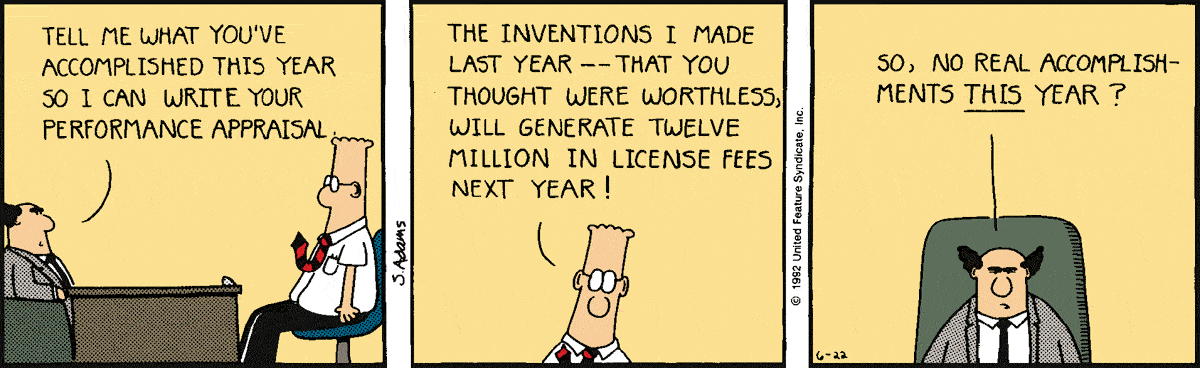 TELL ME WHAT YOU'VE
ACCOMPLISHED THIS YEAR
SO I CAN WRITE YOUR
PERFORMANCE APPRAISAL.
S.Adams
THE INVENTIONS I MADE
LAST YEAR -- THAT YOU
THOUGHT WERE WORTHLESS,
WILL GENERATE TWELVE
MILLION IN LICENSE FEES
NEXT YEAR!
© 1992 United Feature Syndicate, Inc.
SO, NO REAL ACCOMPLISH-
MENTS THIS YEAR?
6-22